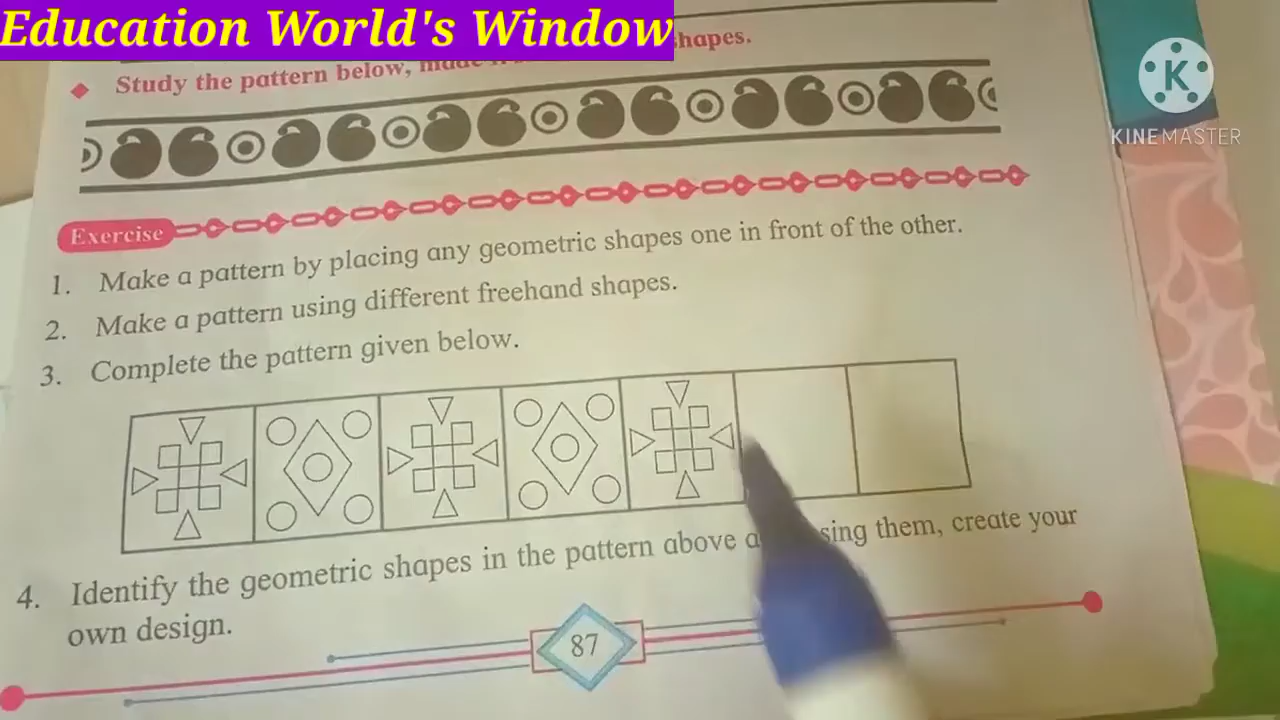 Education World's Window
shapes.
Study the pattern below,
Exercise
1. Make a pattern by placing any geometric shapes one in front of the other.
2. Make a pattern using different freehand shapes.
3. Complete the pattern given below.
4. Identify the geometric shapes in the pattern above them, create your
own design.
87
K
KINEMASTER